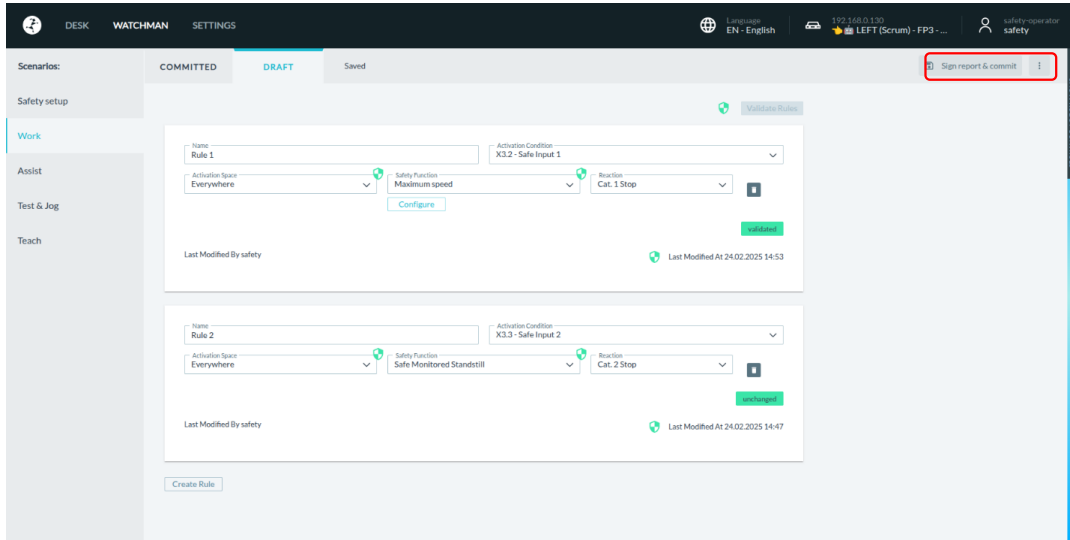 DESK WATCHMAN SETTINGS
Language
EN - English
192.168.0.130
👈🤖 LEFT (Scrum) - FP3 - ...
safety-operator
safety
Scenarios:
Safety setup
Work
Assist
Test & Jog
Teach
COMMITTED DRAFT Saved
Sign report & commit
Validate Rules
Name
Rule 1
Activation Condition
X3.2 - Safe Input 1
Activation Space
Everywhere
Safety Function
Maximum speed
Reaction
Cat. 1 Stop
Configure
validated
Last Modified By safety
Last Modified At 24.02.2025 14:53
Name
Rule 2
Activation Condition
X3.3 - Safe Input 2
Activation Space
Everywhere
Safety Function
Safe Monitored Standstill
Reaction
Cat. 2 Stop
unchanged
Last Modified By safety
Last Modified At 24.02.2025 14:47
Create Rule